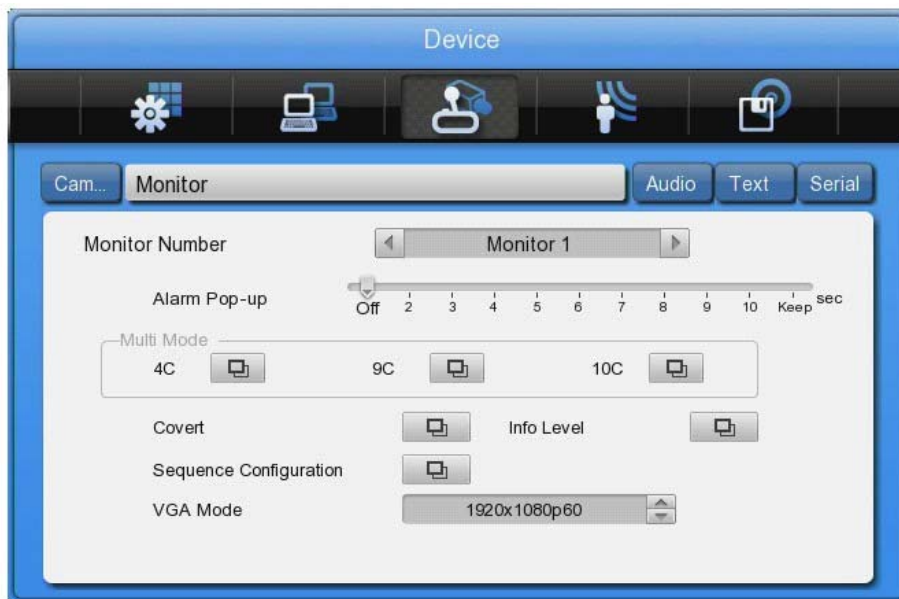 Device
Cam... Monitor Audio Text Serial
Monitor Number Monitor 1
Alarm Pop-up Off 2 3 4 5 6 7 8 9 10 Keep sec
Multi Mode
4C 9C 10C
Covert Info Level
Sequence Configuration
VGA Mode 1920x1080p60